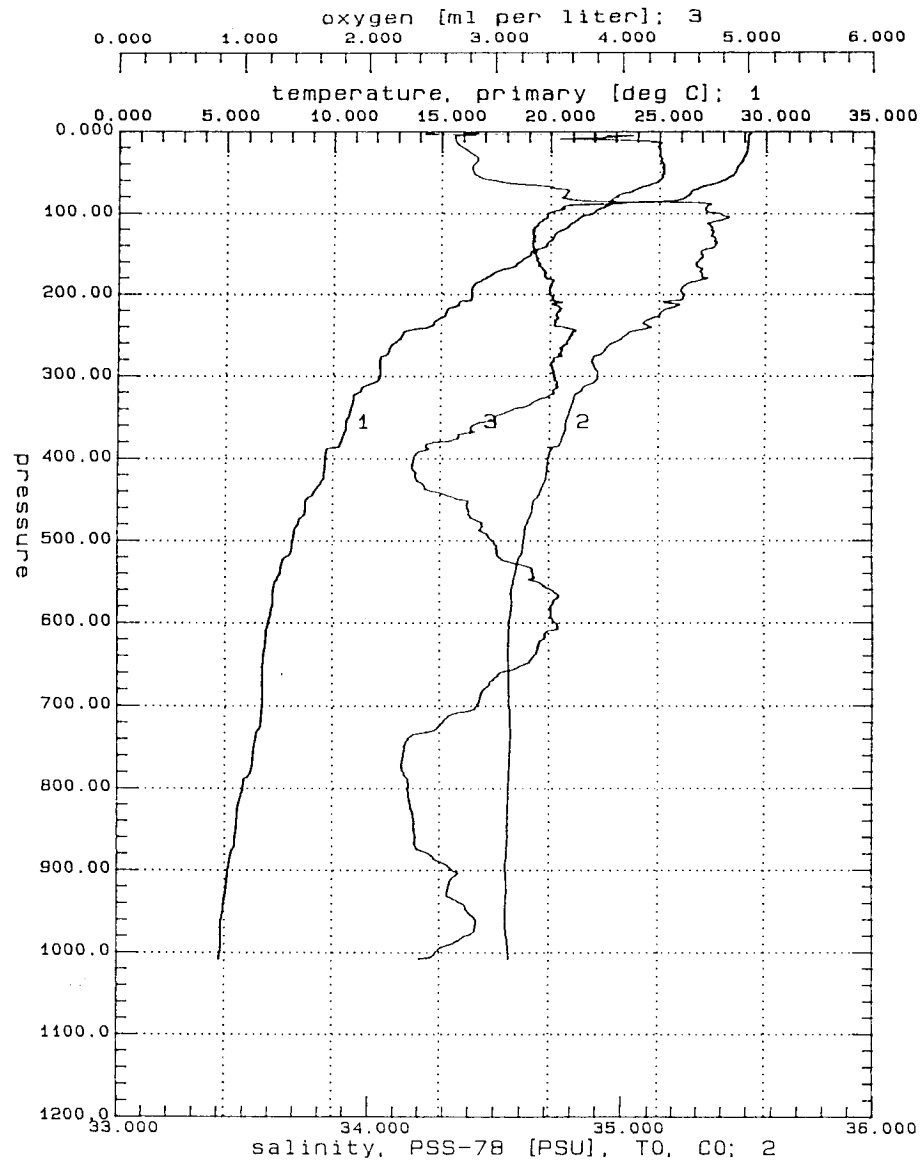 oxygen [ml per liter]; 3
0.000 1.000 2.000 3.000 4.000 5.000 6.000
temperature, primary [deg C]; 1
0.000 5.000 10.000 15.000 20.000 25.000 30.000 35.000
0.000
100.00
200.00
300.00
1 3 2
400.00
pressure
500.00
600.00
700.00
800.00
900.00
1000.0
1100.0
1200.0
33.000 34.000 35.000 36.000
salinity, PSS-78 [PSU], T0, C0; 2